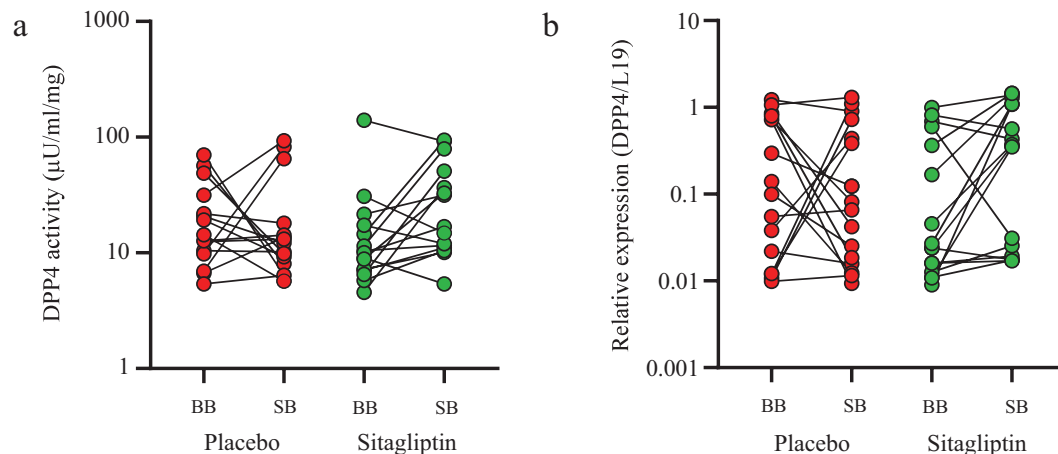 a
DPP4 activity (μU/ml/mg)
1000
100
10
1
BB
SB
BB
SB
Placebo
Sitagliptin
b
Relative expression (DPP4/L19)
10
1
0.1
0.01
0.001
BB
SB
BB
SB
Placebo
Sitagliptin